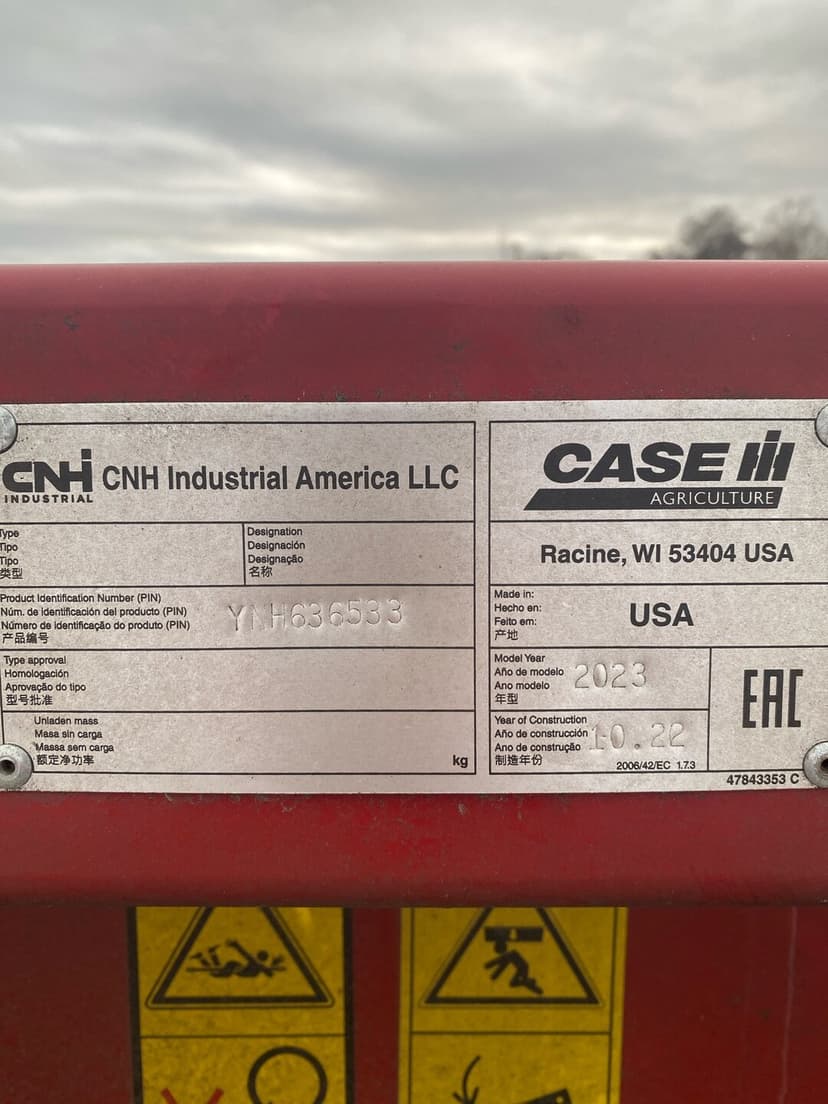 CNH INDUSTRIAL CNH Industrial America LLC
Type
Tipo
Tipo
类型
Designation
Designación
Designação
名称
Product Identification Number (PIN)
Núm. de identificación del producto (PIN)
Número de identificação do produto (PIN)
产品编号
YNH636533
Type approval
Homologación
Aprovação do tipo
型号批准
Unladen mass
Masa sin carga
Massa sem carga
额定净功率
kg
CASE IH
AGRICULTURE
Racine, WI 53404 USA
Made in:
Hecho en:
Feito em:
产地
USA
Model Year
Año de modelo
Ano modelo
年型
2023
Year of Construction
Año de construcción
Ano de construção
制造年份
10.22
2006/42/EC 1.7.3
EAC
47843353 C